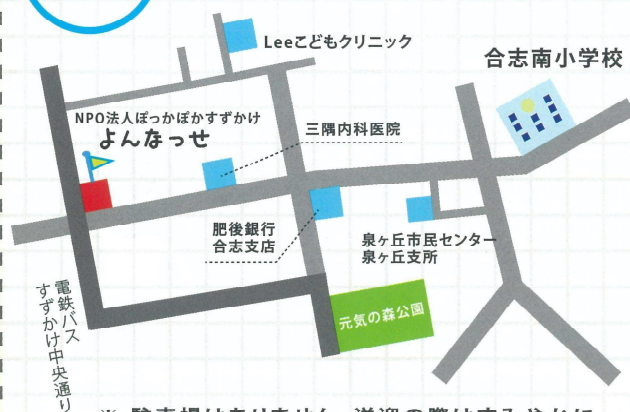 Leeこどもクリニック
合志南小学校
NPO法人ぽっかぽかすずかけ
よんなっせ
三隅内科医院
肥後銀行
合志支店
泉ヶ丘市民センター
泉ヶ丘支所
元気の森公園
電鉄バス
すずかけ中央通り